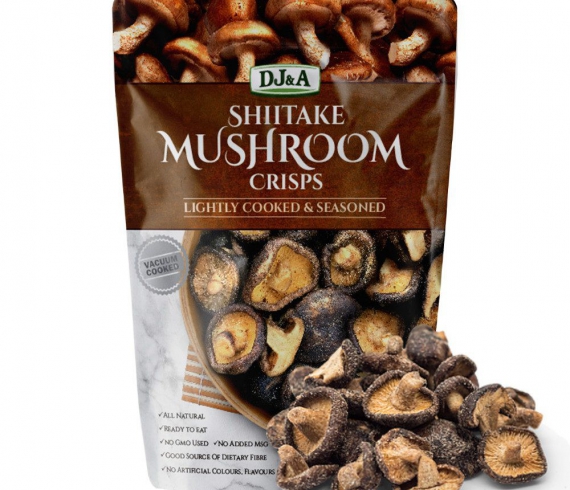 DJ&A
SHIITAKE
MUSHROOM
CRISPS
LIGHTLY COOKED & SEASONED
VACUUM
COOKED
✓ALL NATURAL
✓READY TO EAT
✓NO GMO USED ✓NO ADDED MSG
✓GOOD SOURCE OF DIETARY FIBRE
✓NO ARTIFICIAL COLOURS, FLAVOURS